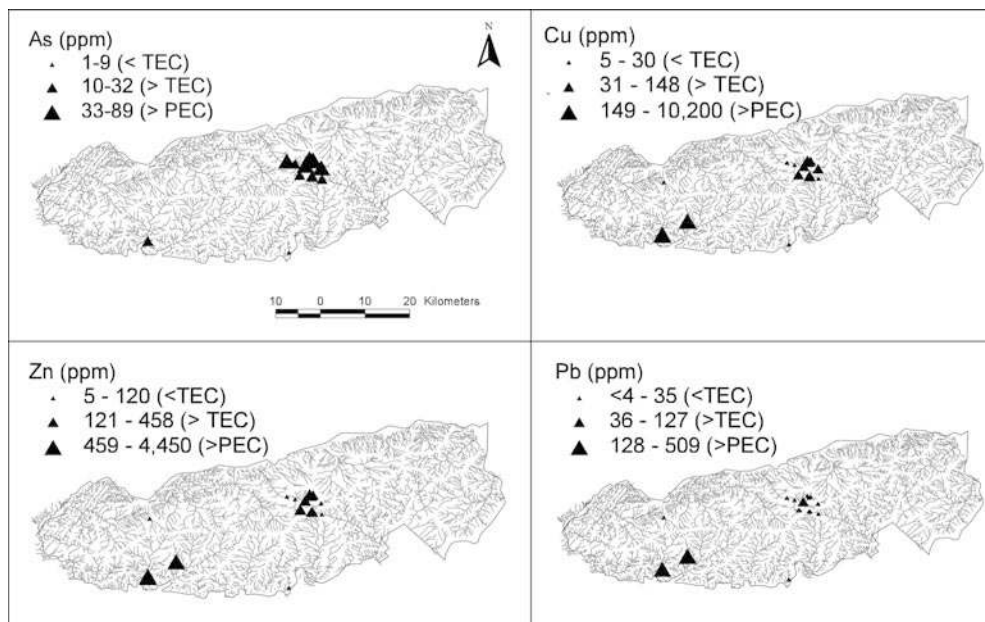 As (ppm)
1-9 (< TEC)
10-32 (> TEC)
33-89 (> PEC)
N
10 0 10 20 Kilometers
Cu (ppm)
5 - 30 (< TEC)
31 - 148 (> TEC)
149 - 10,200 (>PEC)
Zn (ppm)
5 - 120 (<TEC)
121 - 458 (> TEC)
459 - 4,450 (>PEC)
Pb (ppm)
<4 - 35 (<TEC)
36 - 127 (>TEC)
128 - 509 (>PEC)